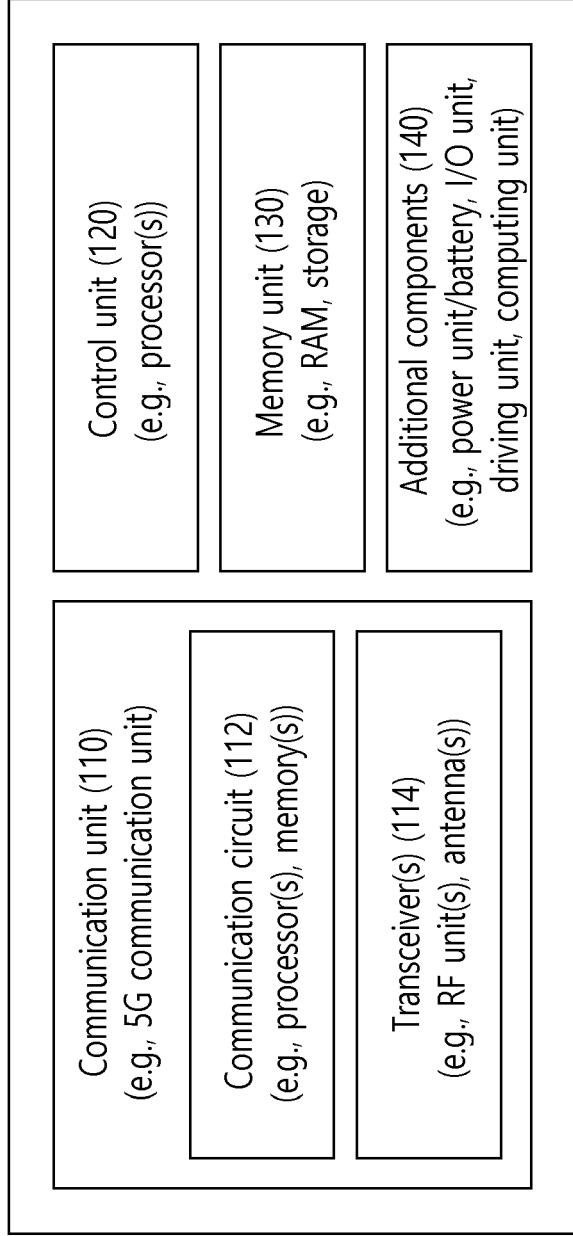 Communication unit (110)
(e.g., 5G communication unit)
Communication circuit (112)
(e.g., processor(s), memory(s))
Transceiver(s) (114)
(e.g., RF unit(s), antenna(s))
Control unit (120)
(e.g., processor(s))
Memory unit (130)
(e.g., RAM, storage)
Additional components (140)
(e.g., power unit/battery, I/O unit,
driving unit, computing unit)